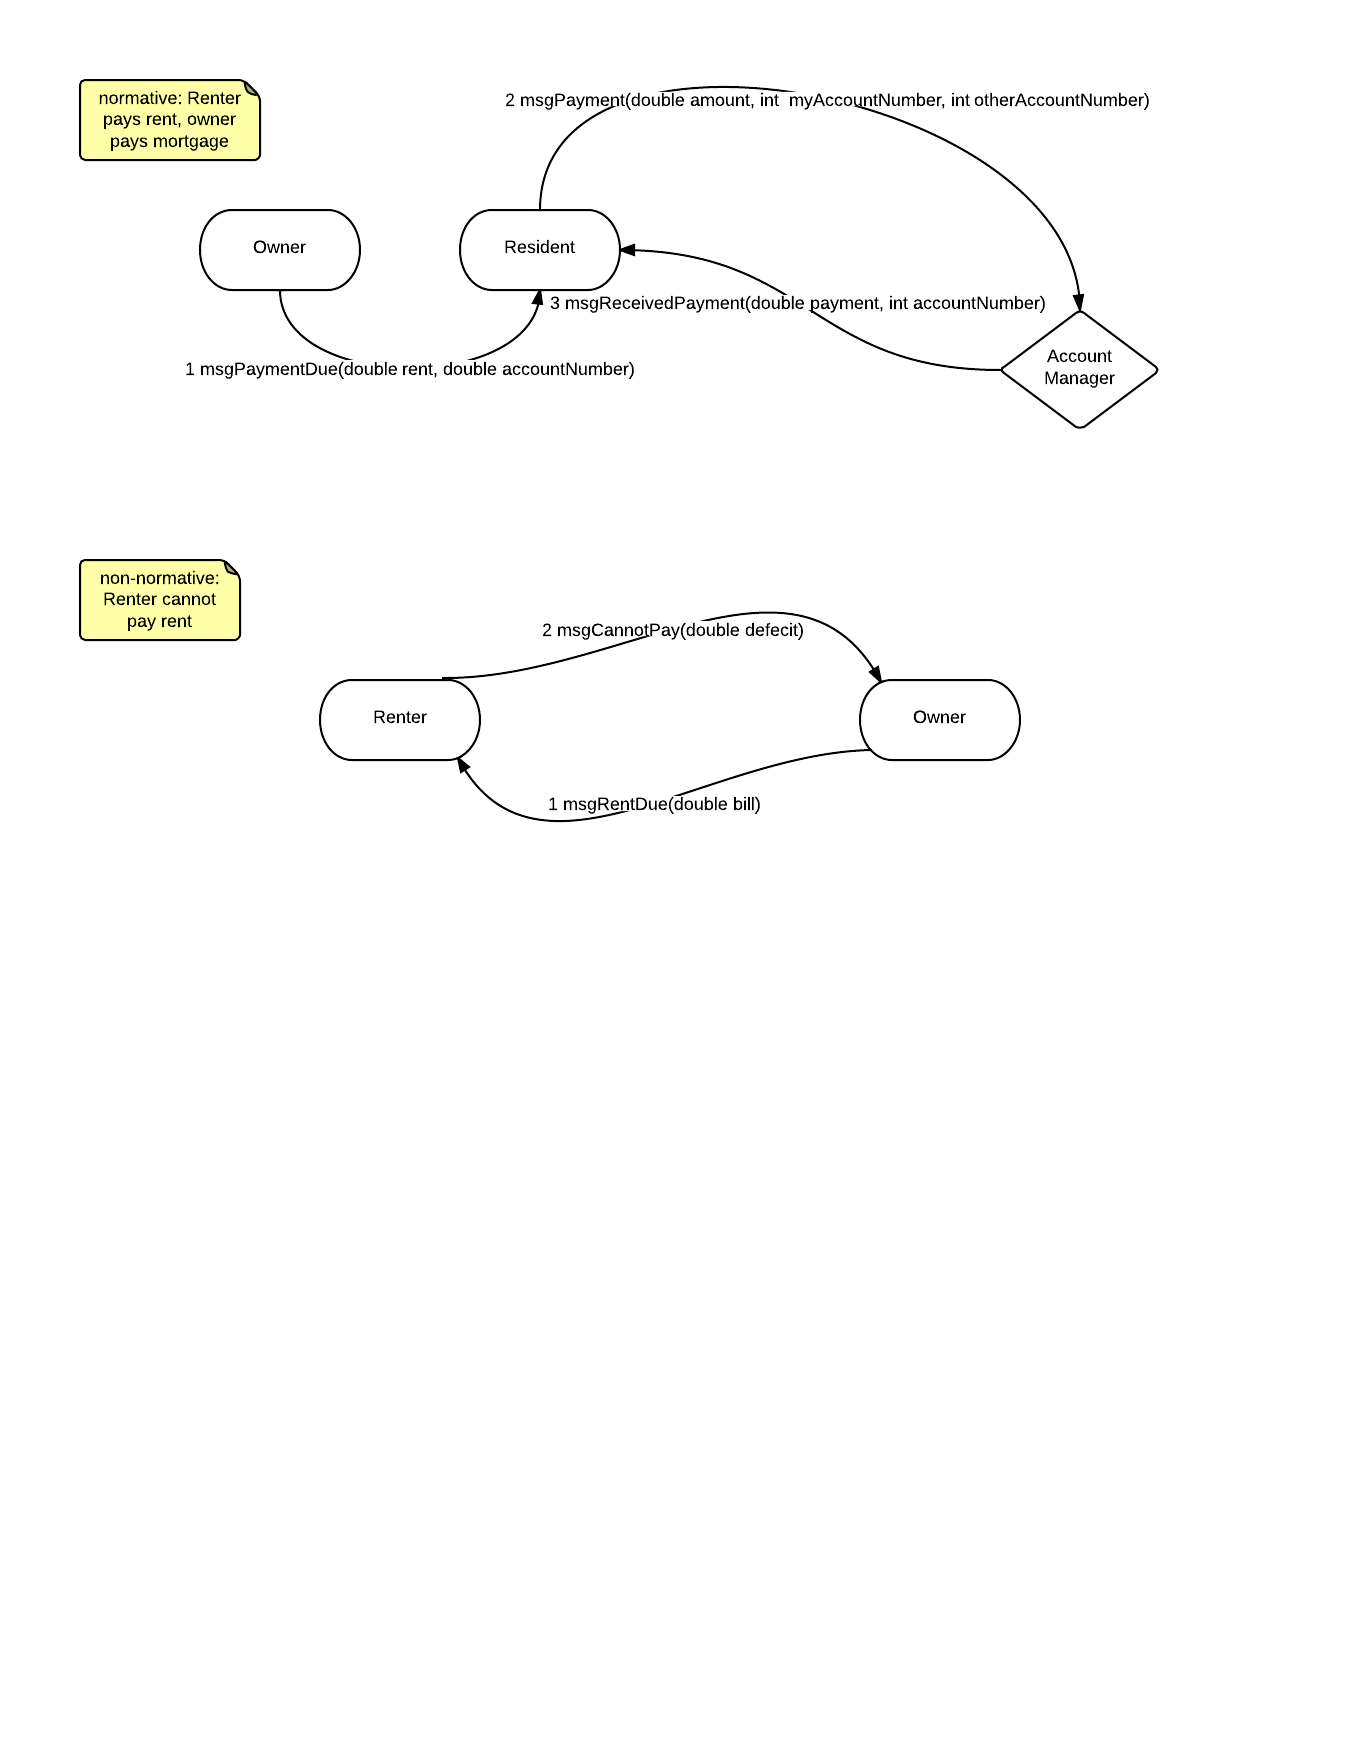 normative: Renter
pays rent, owner
pays mortgage
2 msgPayment(double amount, int  myAccountNumber, int otherAccountNumber)
Owner
Resident
3 msgReceivedPayment(double payment, int accountNumber)
1 msgPaymentDue(double rent, double accountNumber)
Account
Manager
non-normative:
Renter cannot
pay rent
2 msgCannotPay(double defecit)
Renter
Owner
1 msgRentDue(double bill)